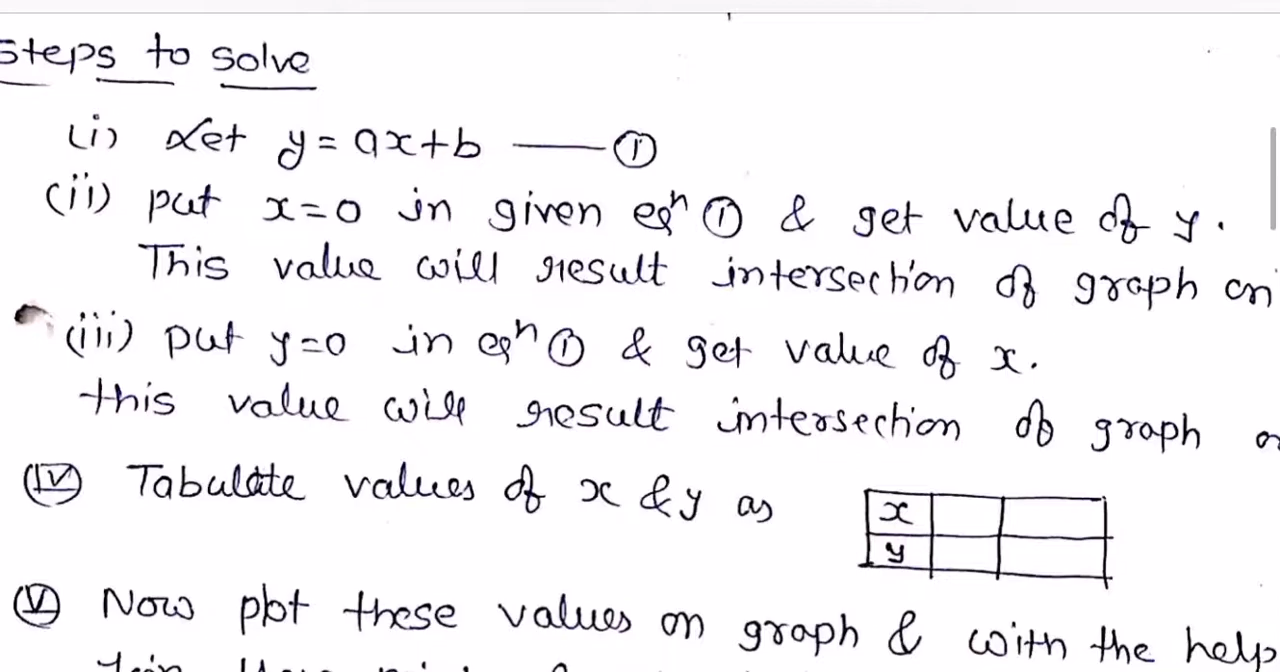 Steps to solve
(i) Let y = ax+b —— ①
(ii) put x=0 in given eqⁿ ① & get value of y.
This value will result intersection of graph on
(iii) put y=0 in eqⁿ ① & get value of x.
this value will result intersection of graph
(iv) Tabulate values of x & y as
x
y
(v) Now plot these values on graph & with the help